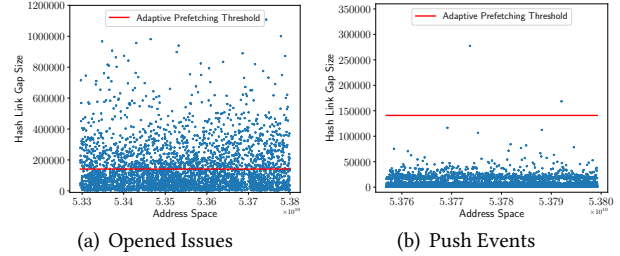 Adaptive Prefetching Threshold
Hash Link Gap Size
1200000
1000000
800000
600000
400000
200000
0
5.33 5.34 5.35 5.36 5.37 5.38
×10¹⁰
Address Space
(a) Opened Issues
Adaptive Prefetching Threshold
Hash Link Gap Size
350000
300000
250000
200000
150000
100000
50000
0
5.376 5.377 5.378 5.379 5.380
×10¹⁰
Address Space
(b) Push Events